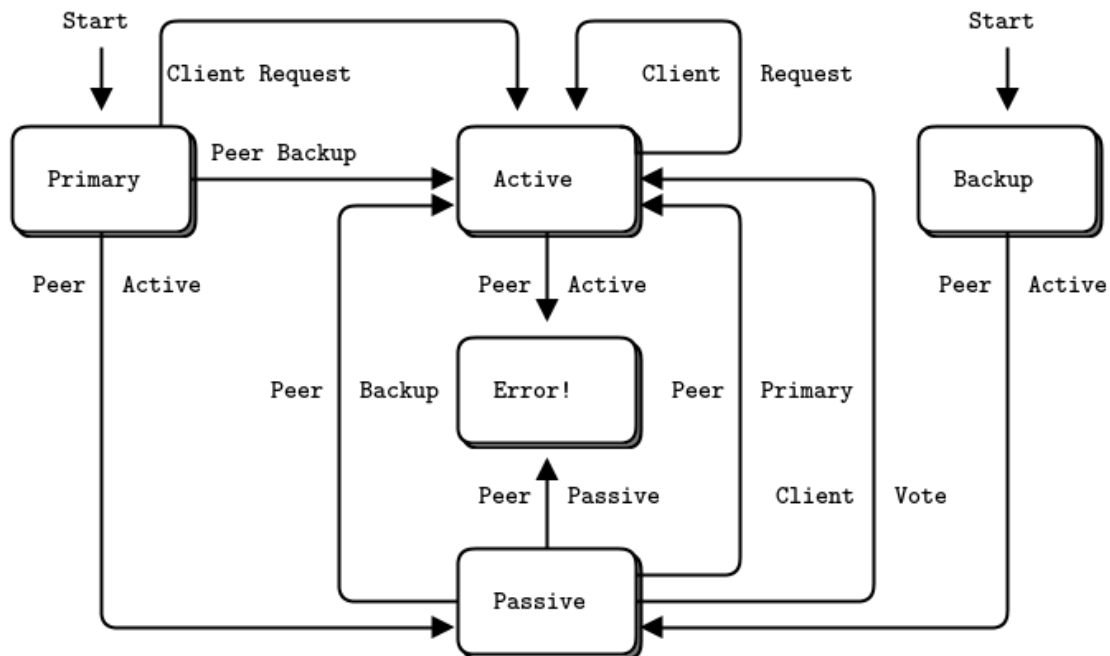 Start
Start
Client Request
Client Request
Peer Backup
Primary
Active
Backup
Peer Active
Peer Active
Peer Active
Peer Backup
Error!
Peer Primary
Peer Passive
Client Vote
Passive